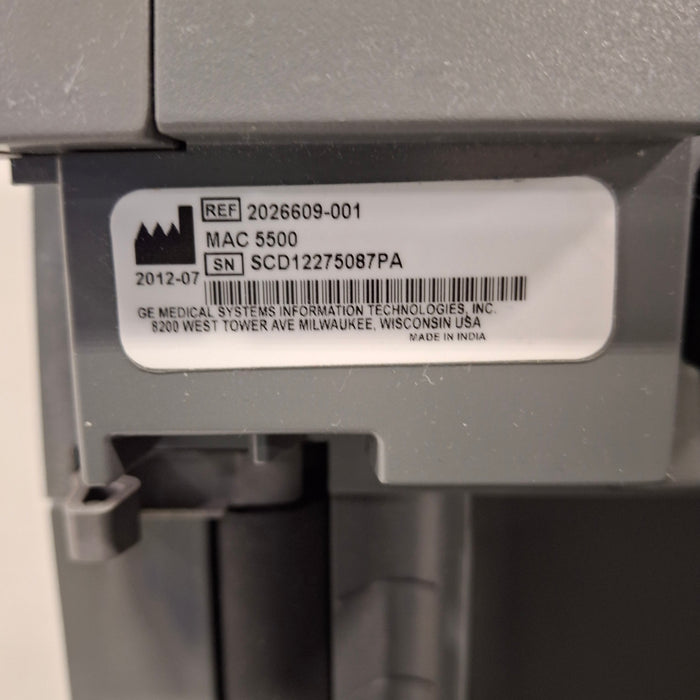 REF 2026609-001
MAC 5500
SN SCD12275087PA
2012-07
GE MEDICAL SYSTEMS INFORMATION TECHNOLOGIES, INC.
8200 WEST TOWER AVE MILWAUKEE, WISCONSIN USA
MADE IN INDIA